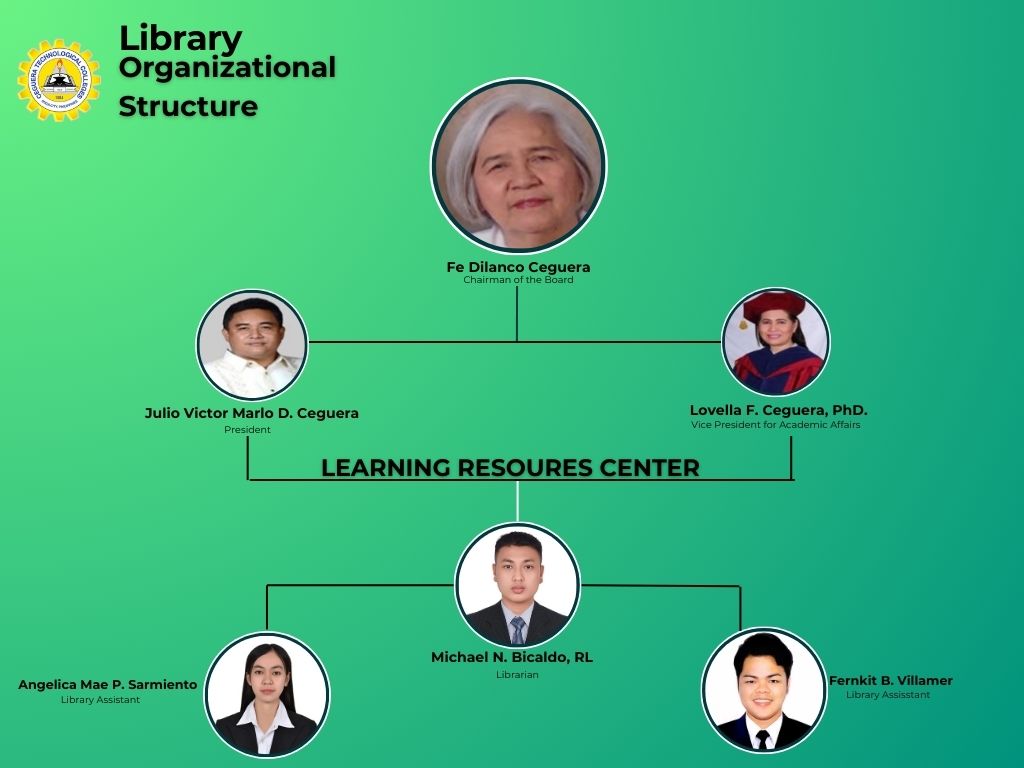 Library
Organizational
Structure
CEGUERA TECHNOLOGICAL COLLEGES
Fe Dilanco Ceguera
Chairman of the Board
Julio Victor Marlo D. Ceguera
President
Lovella F. Ceguera, PhD.
Vice President for Academic Affairs
LEARNING RESOURES CENTER
Michael N. Bicaldo, RL
Librarian
Angelica Mae P. Sarmiento
Library Assistant
Fernkit B. Villamer
Library Assisstant